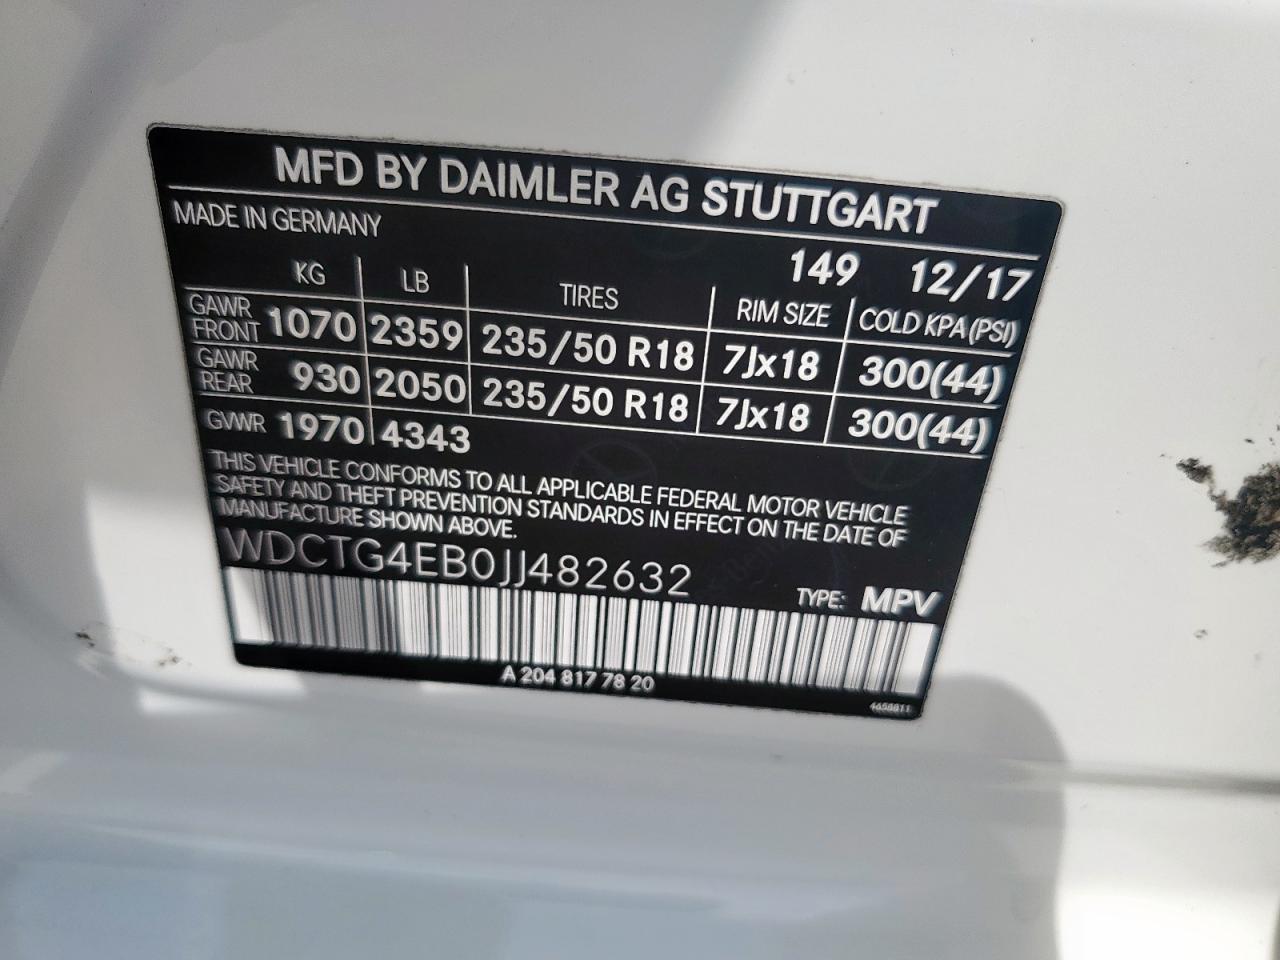 MFD BY DAIMLER AG STUTTGART
MADE IN GERMANY
149 12/17
KG LB TIRES RIM SIZE COLD KPA(PSI)
GAWR FRONT 1070 2359 235/50 R18 7Jx18 300(44)
GAWR REAR 930 2050 235/50 R18 7Jx18 300(44)
GVWR 1970 4343
THIS VEHICLE CONFORMS TO ALL APPLICABLE FEDERAL MOTOR VEHICLE
SAFETY AND THEFT PREVENTION STANDARDS IN EFFECT ON THE DATE OF
MANUFACTURE SHOWN ABOVE.
WDCTG4EB0JJ482632
TYPE: MPV
A 204 817 78 20